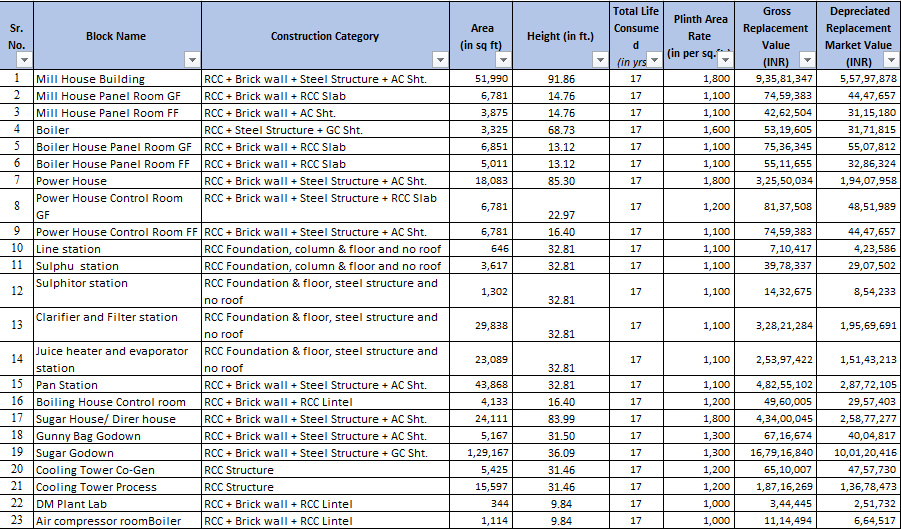 Sr. No. | Block Name | Construction Category | Area (in sq ft) | Height (in ft.) | Total Life Consumed (in yrs | Plinth Area Rate (in per sq. | Gross Replacement Value (INR) | Depreciated Replacement Market Value (INR)
1 | Mill House Building | RCC + Brick wall + Steel Structure + AC Sht. | 51,990 | 91.86 | 17 | 1,800 | 9,35,81,347 | 5,57,97,878
2 | Mill House Panel Room GF | RCC + Brick wall + RCC Slab | 6,781 | 14.76 | 17 | 1,100 | 74,59,383 | 44,47,657
3 | Mill House Panel Room FF | RCC + Brick wall + AC Sht. | 3,875 | 14.76 | 17 | 1,100 | 42,62,504 | 31,15,180
4 | Boiler | RCC + Steel Structure + GC Sht. | 3,325 | 68.73 | 17 | 1,600 | 53,19,605 | 31,71,815
5 | Boiler House Panel Room GF | RCC + Brick wall + RCC Slab | 6,851 | 13.12 | 17 | 1,100 | 75,36,345 | 55,07,812
6 | Boiler House Panel Room FF | RCC + Brick wall + RCC Slab | 5,011 | 13.12 | 17 | 1,100 | 55,11,655 | 32,86,324
7 | Power House | RCC + Brick wall + Steel Structure + AC Sht. | 18,083 | 85.30 | 17 | 1,800 | 3,25,50,034 | 1,94,07,958
8 | Power House Control Room GF | RCC + Brick wall + Steel Structure + RCC Slab | 6,781 | 22.97 | 17 | 1,200 | 81,37,508 | 48,51,989
9 | Power House Control Room FF | RCC + Brick wall + Steel Structure + AC Sht. | 6,781 | 16.40 | 17 | 1,100 | 74,59,383 | 44,47,657
10 | Line station | RCC Foundation, column & floor and no roof | 646 | 32.81 | 17 | 1,100 | 7,10,417 | 4,23,586
11 | Sulphu station | RCC Foundation, column & floor and no roof | 3,617 | 32.81 | 17 | 1,100 | 39,78,337 | 29,07,502
12 | Sulphitor station | RCC Foundation & floor, steel structure and no roof | 1,302 | 32.81 | 17 | 1,100 | 14,32,675 | 8,54,233
13 | Clarifier and Filter station | RCC Foundation & floor, steel structure and no roof | 29,838 | 32.81 | 17 | 1,100 | 3,28,21,284 | 1,95,69,691
14 | Juice heater and evaporator station | RCC Foundation & floor, steel structure and no roof | 23,089 | 32.81 | 17 | 1,100 | 2,53,97,422 | 1,51,43,213
15 | Pan Station | RCC + Brick wall + Steel Structure + AC Sht. | 43,868 | 32.81 | 17 | 1,100 | 4,82,55,102 | 2,87,72,105
16 | Boiling House Control room | RCC + Brick wall + RCC Lintel | 4,133 | 16.40 | 17 | 1,200 | 49,60,005 | 29,57,403
17 | Sugar House/ Direr house | RCC + Brick wall + Steel Structure + AC Sht. | 24,111 | 83.99 | 17 | 1,800 | 4,34,00,045 | 2,58,77,277
18 | Gunny Bag Godown | RCC + Brick wall + Steel Structure + AC Sht. | 5,167 | 31.50 | 17 | 1,300 | 67,16,674 | 40,04,817
19 | Sugar Godown | RCC + Brick wall + Steel Structure + GC Sht. | 1,29,167 | 36.09 | 17 | 1,300 | 16,79,16,840 | 10,01,20,416
20 | Cooling Tower Co-Gen | RCC Structure | 5,425 | 31.46 | 17 | 1,200 | 65,10,007 | 47,57,730
21 | Cooling Tower Process | RCC Structure | 15,597 | 31.46 | 17 | 1,200 | 1,87,16,269 | 1,36,78,473
22 | DM Plant Lab | RCC + Brick wall + RCC Lintel | 344 | 9.84 | 17 | 1,000 | 3,44,445 | 2,51,732
23 | Air compressor roomBoiler | RCC + Brick wall + RCC Lintel | 1,114 | 9.84 | 17 | 1,000 | 11,14,494 | 6,64,517